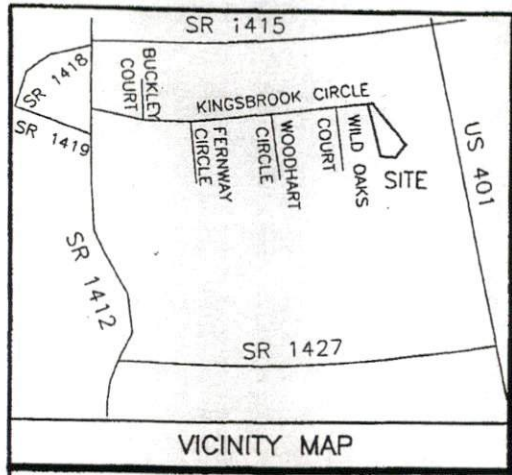 SR 1415
SR 1418
BUCKLEY
COURT
KINGSBROOK CIRCLE
SR 1419
FERNWAY
CIRCLE
WOODHART
CIRCLE
WILD OAKS
COURT
SITE
US 401
SR 1412
SR 1427
VICINITY MAP